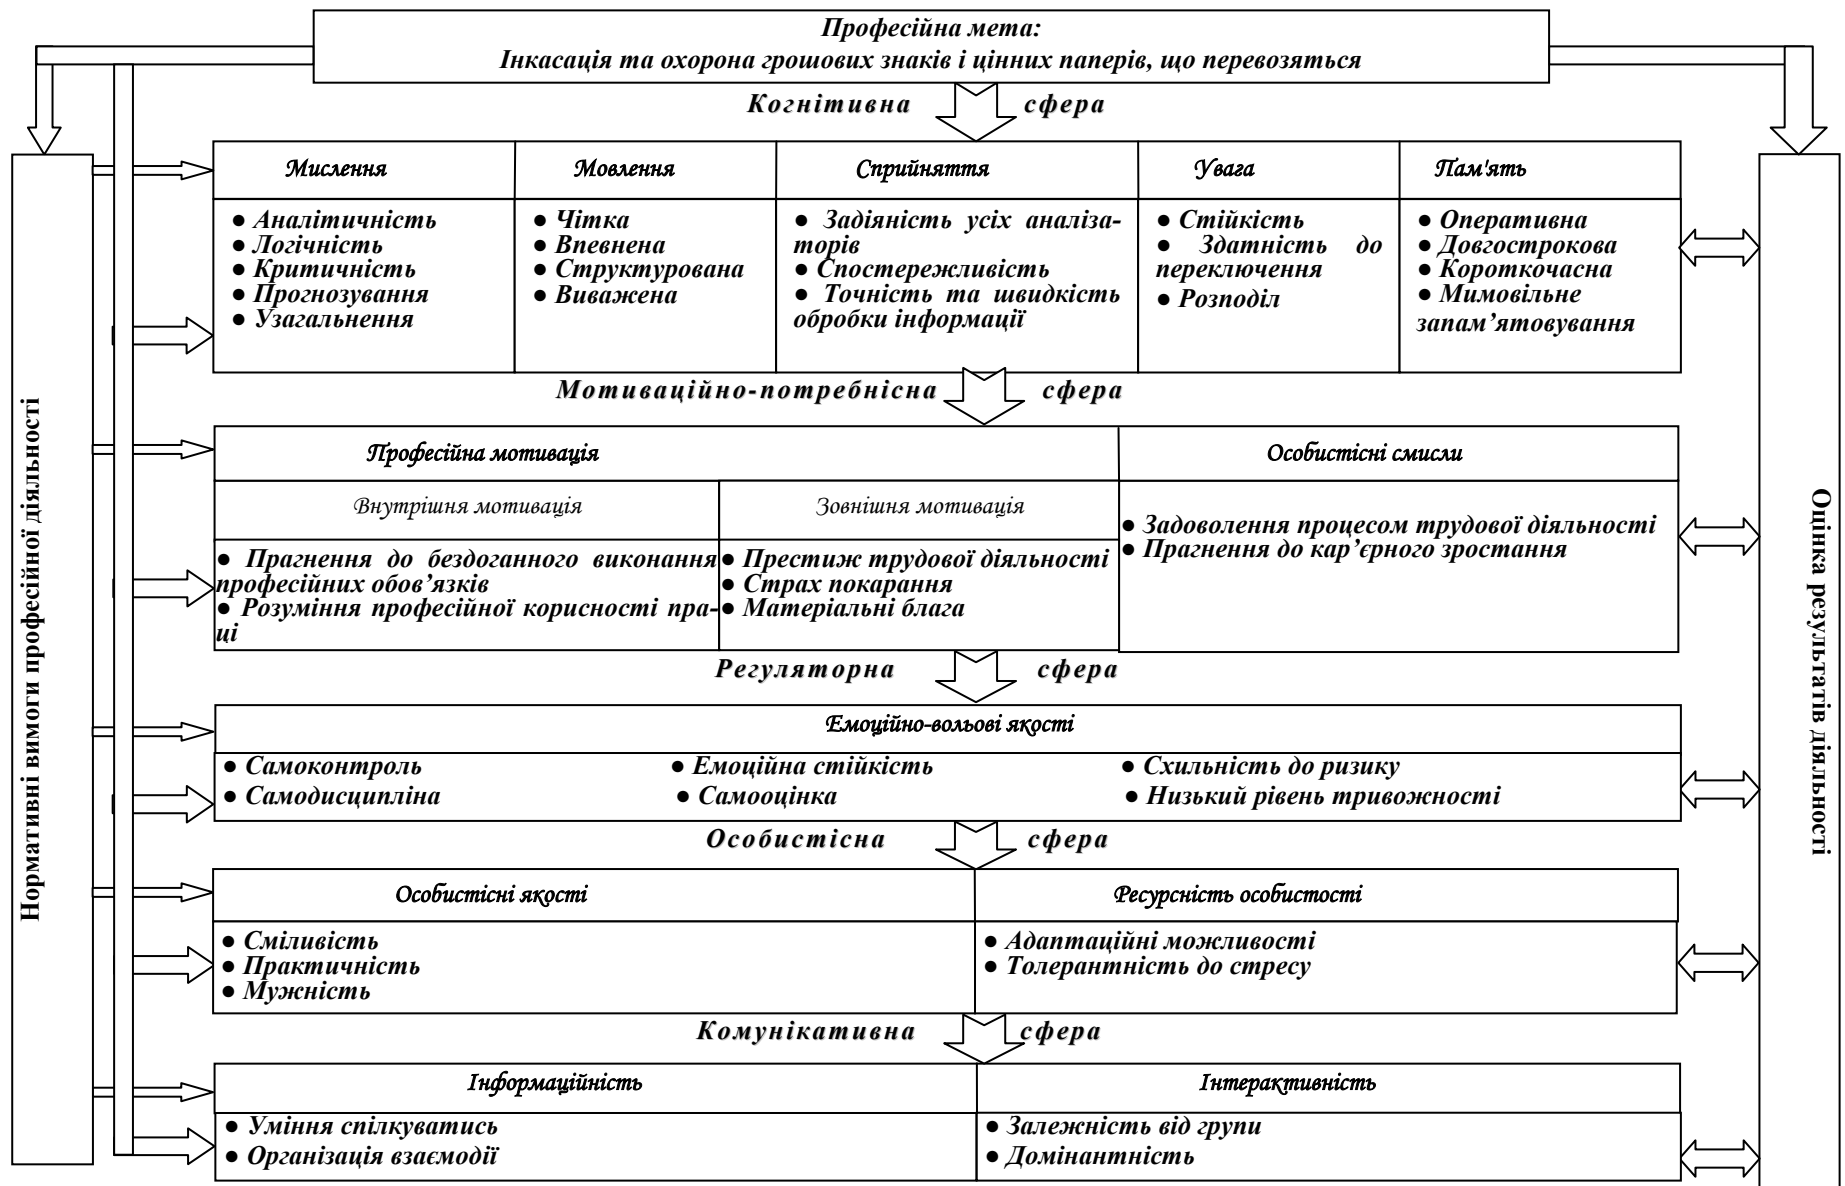 Професійна мета:
Інкасація та охорона грошових знаків і цінних паперів, що перевозяться
Когнітивна сфера
Мислення
Мовлення
Сприйняття
Увага
Пам'ять
● Аналітичність
● Логічність
● Критичність
● Прогнозування
● Узагальнення
● Чітка
● Впевнена
● Структурована
● Виважена
● Задіяність усіх аналіза-
торів
● Спостережливість
● Точність та швидкість
обробки інформації
● Стійкість
● Здатність до
переключення
● Розподіл
● Оперативна
● Довгострокова
● Короткочасна
● Мимовільне
запам’ятовування
Мотиваційно-потребнісна сфера
Професійна мотивація
Особистісні смисли
Внутрішня мотивація
Зовнішня мотивація
● Прагнення до бездоганного виконання
професійних обов’язків
● Розуміння професійної корисності пра-
ці
● Престиж трудової діяльності
● Страх покарання
● Матеріальні блага
● Задоволення процесом трудової діяльності
● Прагнення до кар’єрного зростання
Регуляторна сфера
Емоційно-вольові якості
● Самоконтроль
● Емоційна стійкість
● Схильність до ризику
● Самодисципліна
● Самооцінка
● Низький рівень тривожності
Особистісна сфера
Особистісні якості
Ресурсність особистості
● Сміливість
● Практичність
● Мужність
● Адаптаційні можливості
● Толерантність до стресу
Комунікативна сфера
Інформаційність
Інтерактивність
● Уміння спілкуватись
● Організація взаємодії
● Залежність від групи
● Домінантність
Нормативні вимоги професійної діяльності
Оцінка результатів діяльності